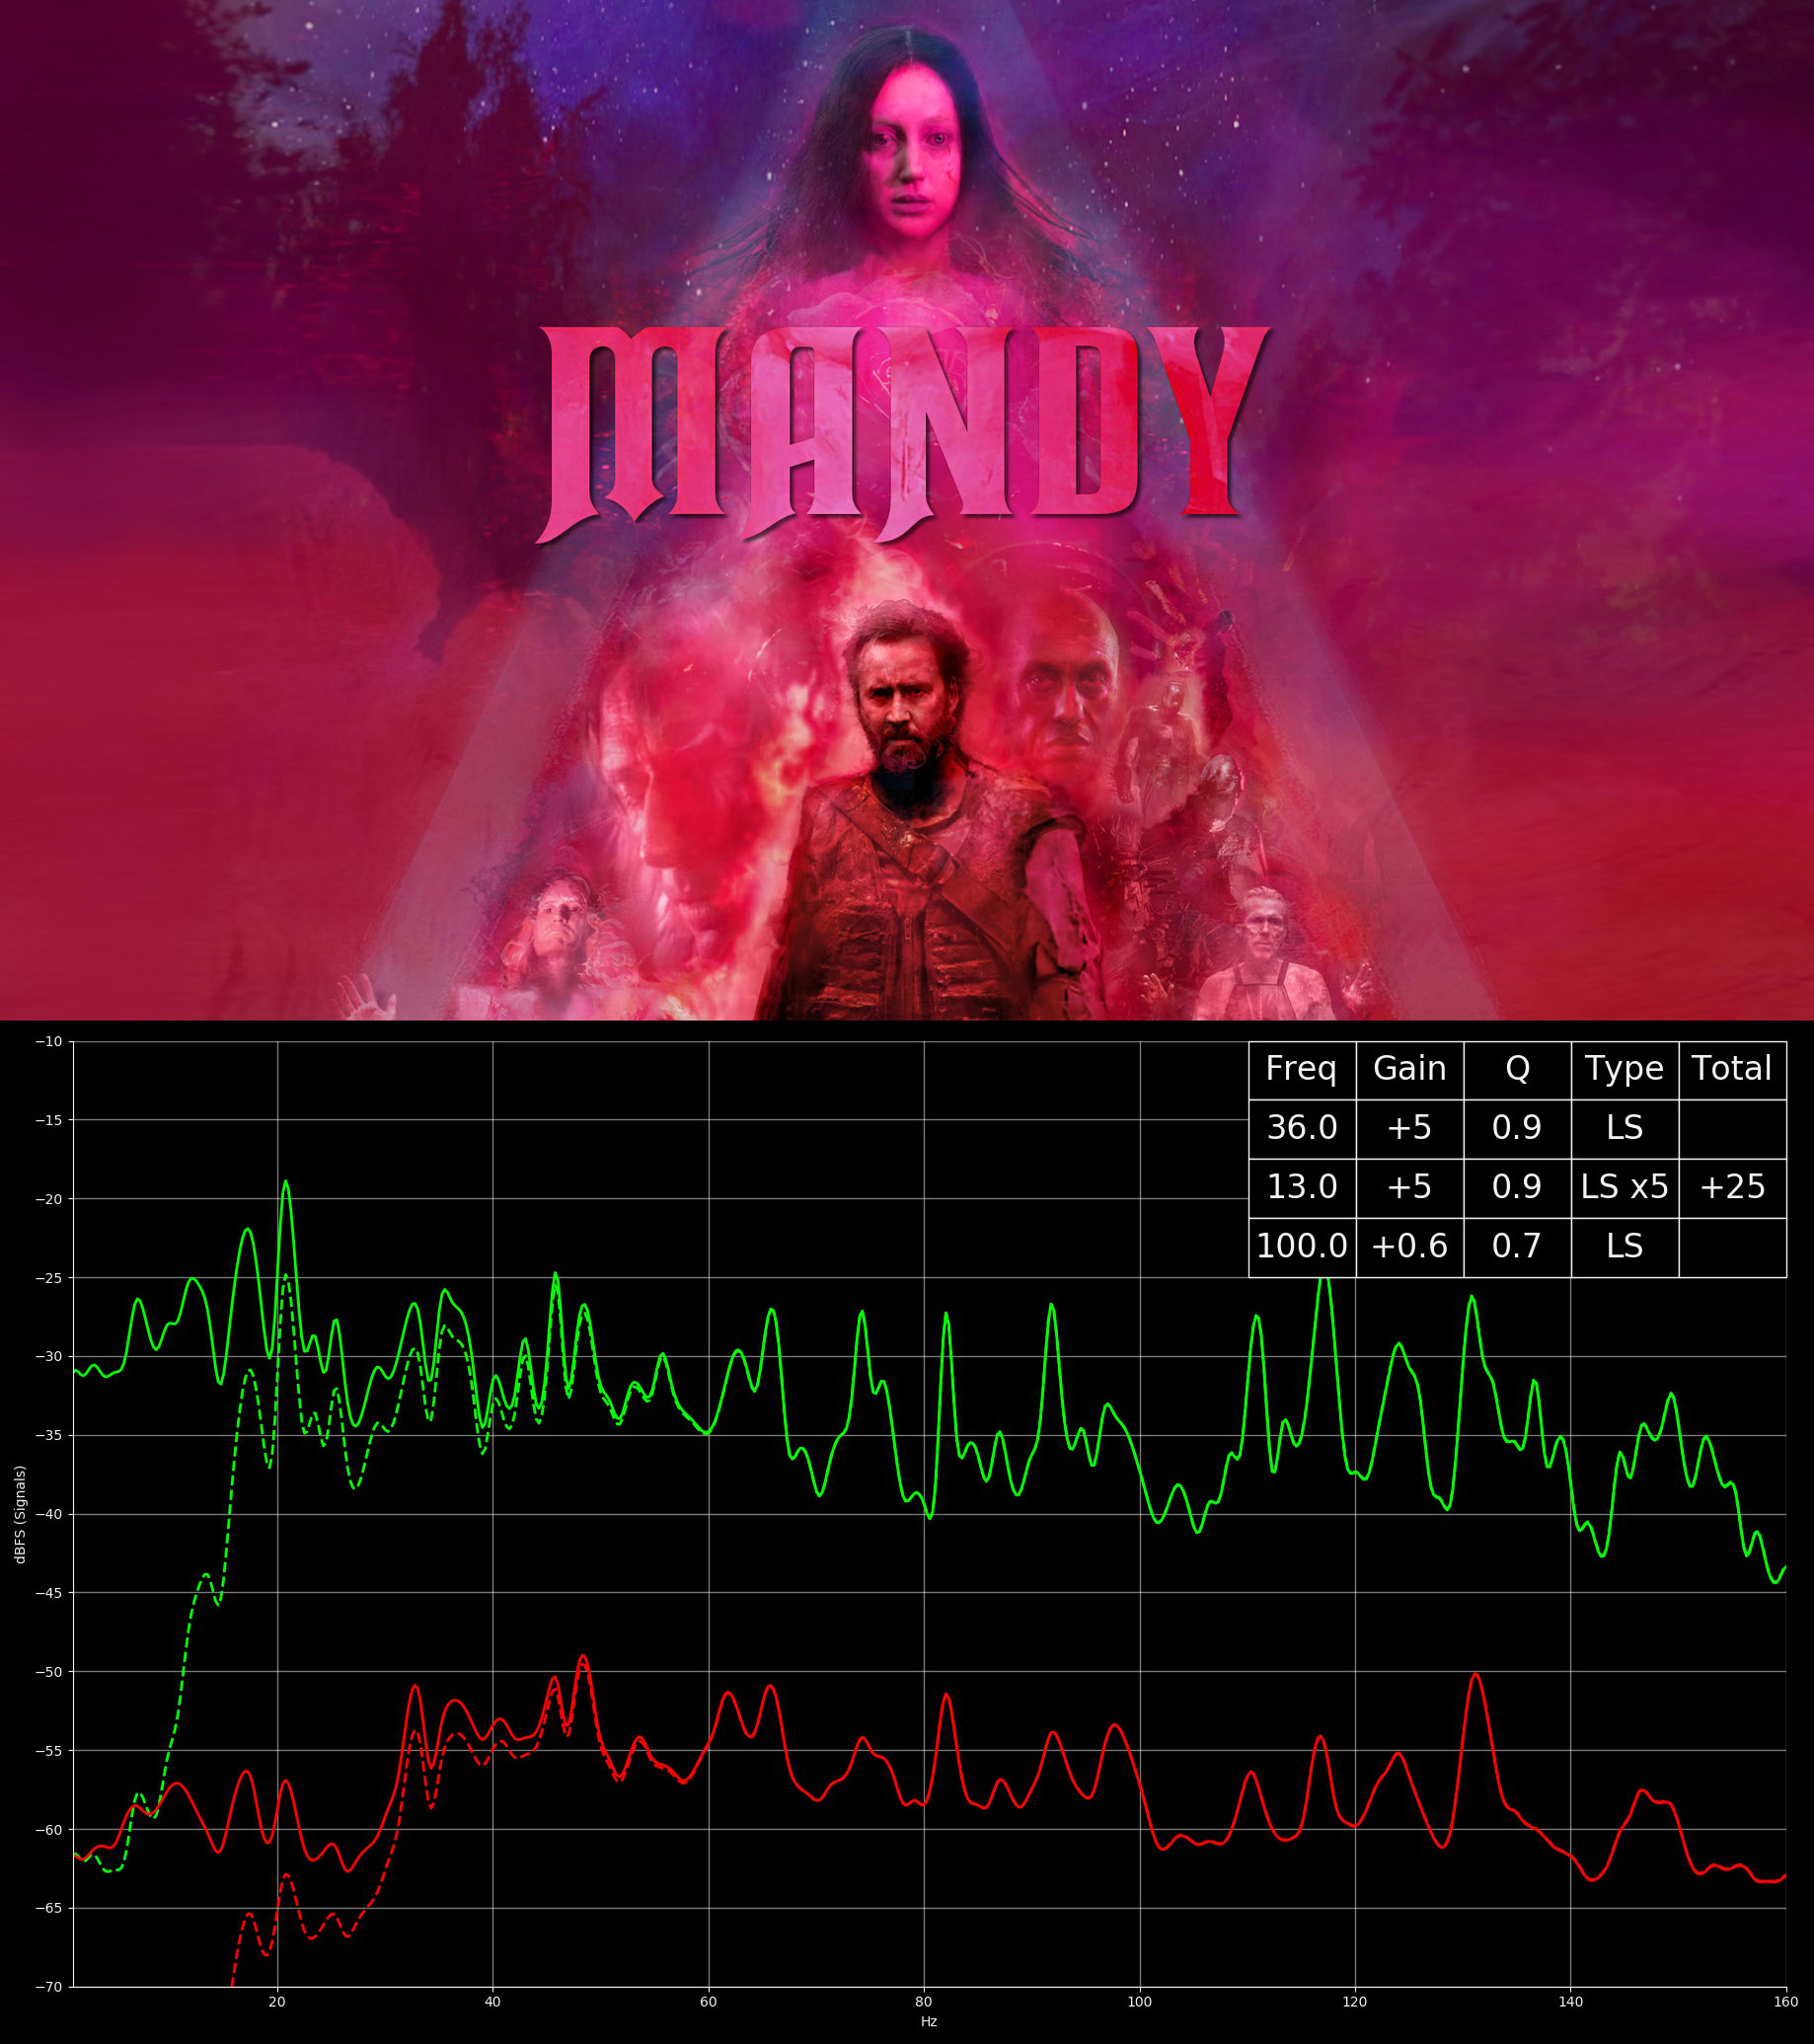 MANDY
Freq Gain Q Type Total
36.0 +5 0.9 LS
13.0 +5 0.9 LS x5 +25
100.0 +0.6 0.7 LS
−10
−15
−20
−25
−30
−35
−40
−45
−50
−55
−60
−65
−70
dBFS (Signals)
20 40 60 80 100 120 140 160
Hz